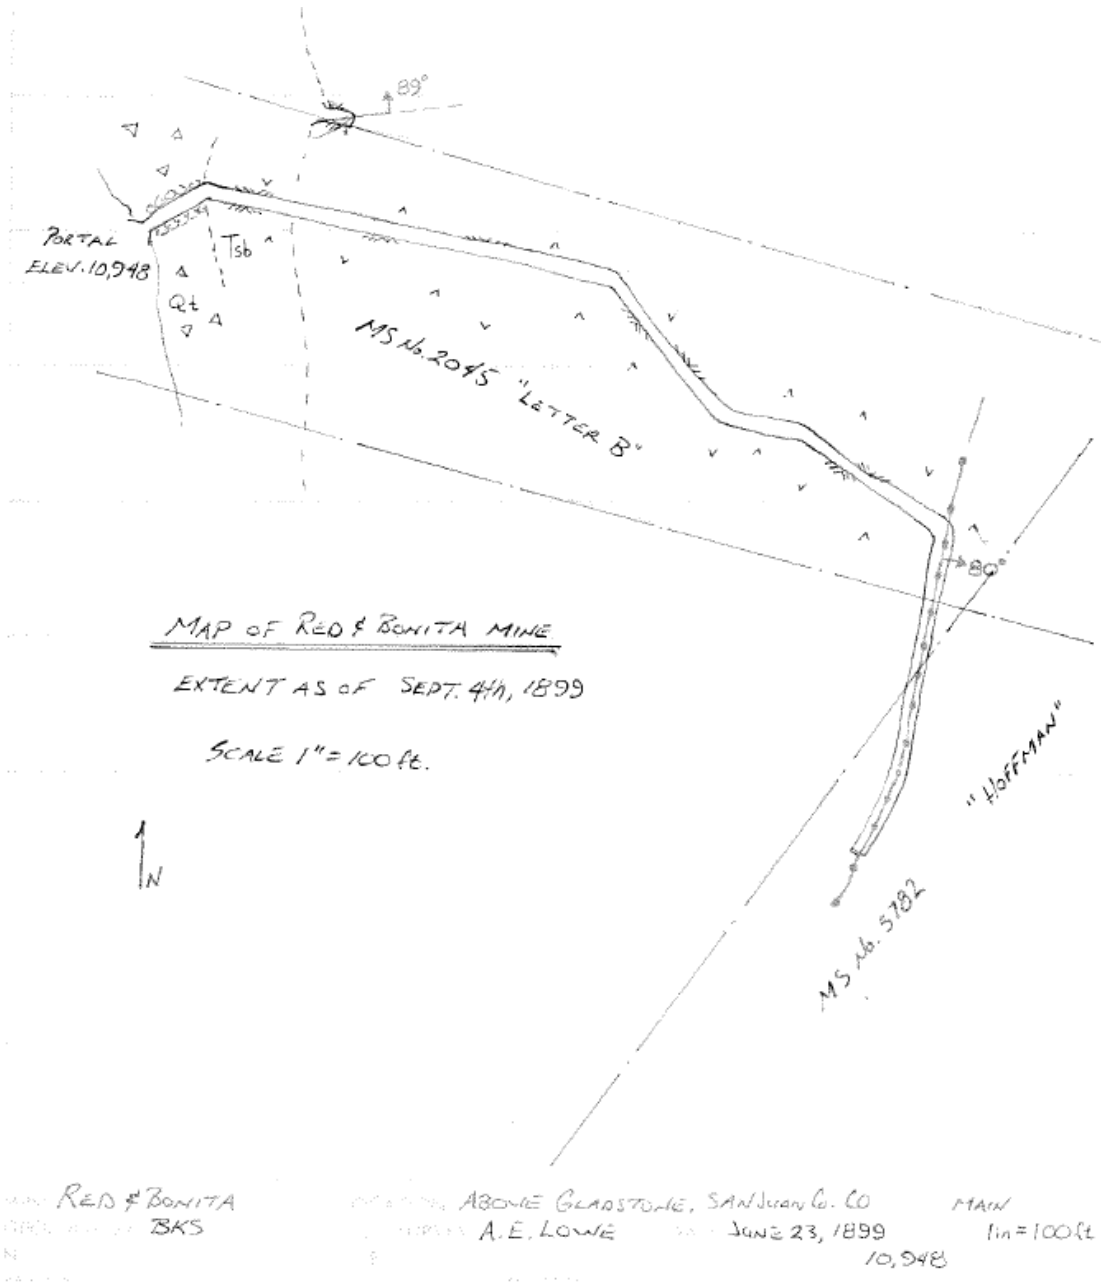 89°
PORTAL
ELEV. 10,948
Tsb
Qt
MS No. 2045 "LETTER B"
80°
MAP OF RED & BONITA MINE
EXTENT AS OF SEPT. 4th, 1899
SCALE 1" = 100 ft.
"HOFFMAN"
N
MS No. 5782
RED & BONITA ABOVE GLADSTONE, SAN JUAN Co. CO MAIN
BKS A.E. LOWE JUNE 23, 1899 1in = 100 ft
10,948